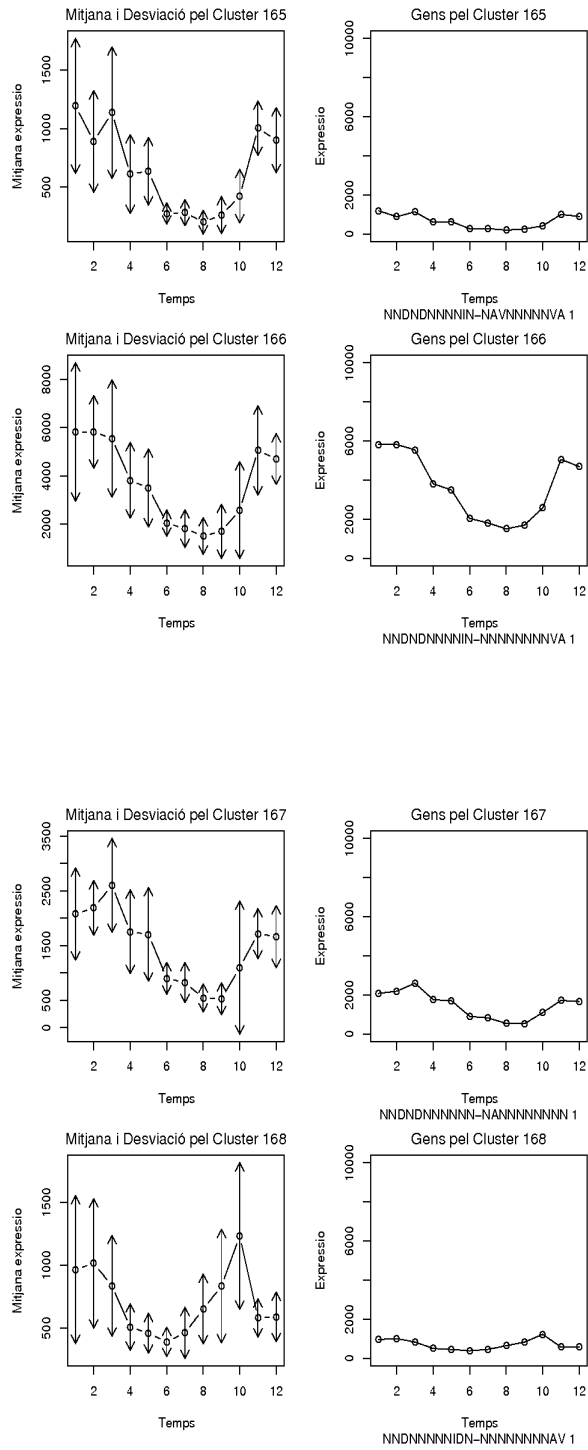 Mitjana i Desviació pel Cluster 165
Gens pel Cluster 165
Mitjana expressio
500
1000
1500
2
4
6
8
10
12
Temps
Expressio
0
2000
6000
10000
2
4
6
8
10
12
Temps
NNDNDNNNNIN-NAVNNNNNVA 1
Mitjana i Desviació pel Cluster 166
Gens pel Cluster 166
Mitjana expressio
2000
4000
6000
8000
2
4
6
8
10
12
Temps
Expressio
0
2000
6000
10000
2
4
6
8
10
12
Temps
NNDNDNNNNIN-NNNNNNNNVA 1
Mitjana i Desviació pel Cluster 167
Gens pel Cluster 167
Mitjana expressio
0
500
1500
2500
3500
2
4
6
8
10
12
Temps
Expressio
0
2000
6000
10000
2
4
6
8
10
12
Temps
NNDNDNNNNNN-NANNNNNNNN 1
Mitjana i Desviació pel Cluster 168
Gens pel Cluster 168
Mitjana expressio
500
1000
1500
2
4
6
8
10
12
Temps
Expressio
0
2000
6000
10000
2
4
6
8
10
12
Temps
NNDNNNNNIDN-NNNNNNNNAV 1